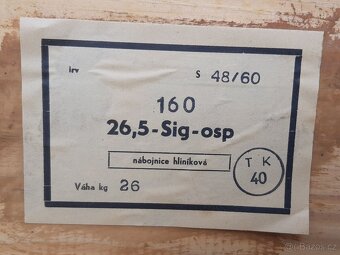 irv S 48/60
160
26,5-Sig-osp
nábojnice hliníková
T K
40
Váha kg 26